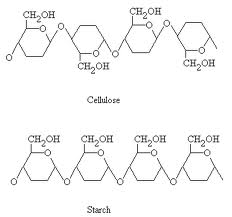 CH2OH CH2OH
O O O O O O O O
CH2OH CH2OH
Cellulose
CH2OH CH2OH CH2OH CH2OH
O O O O
O O O O
Starch